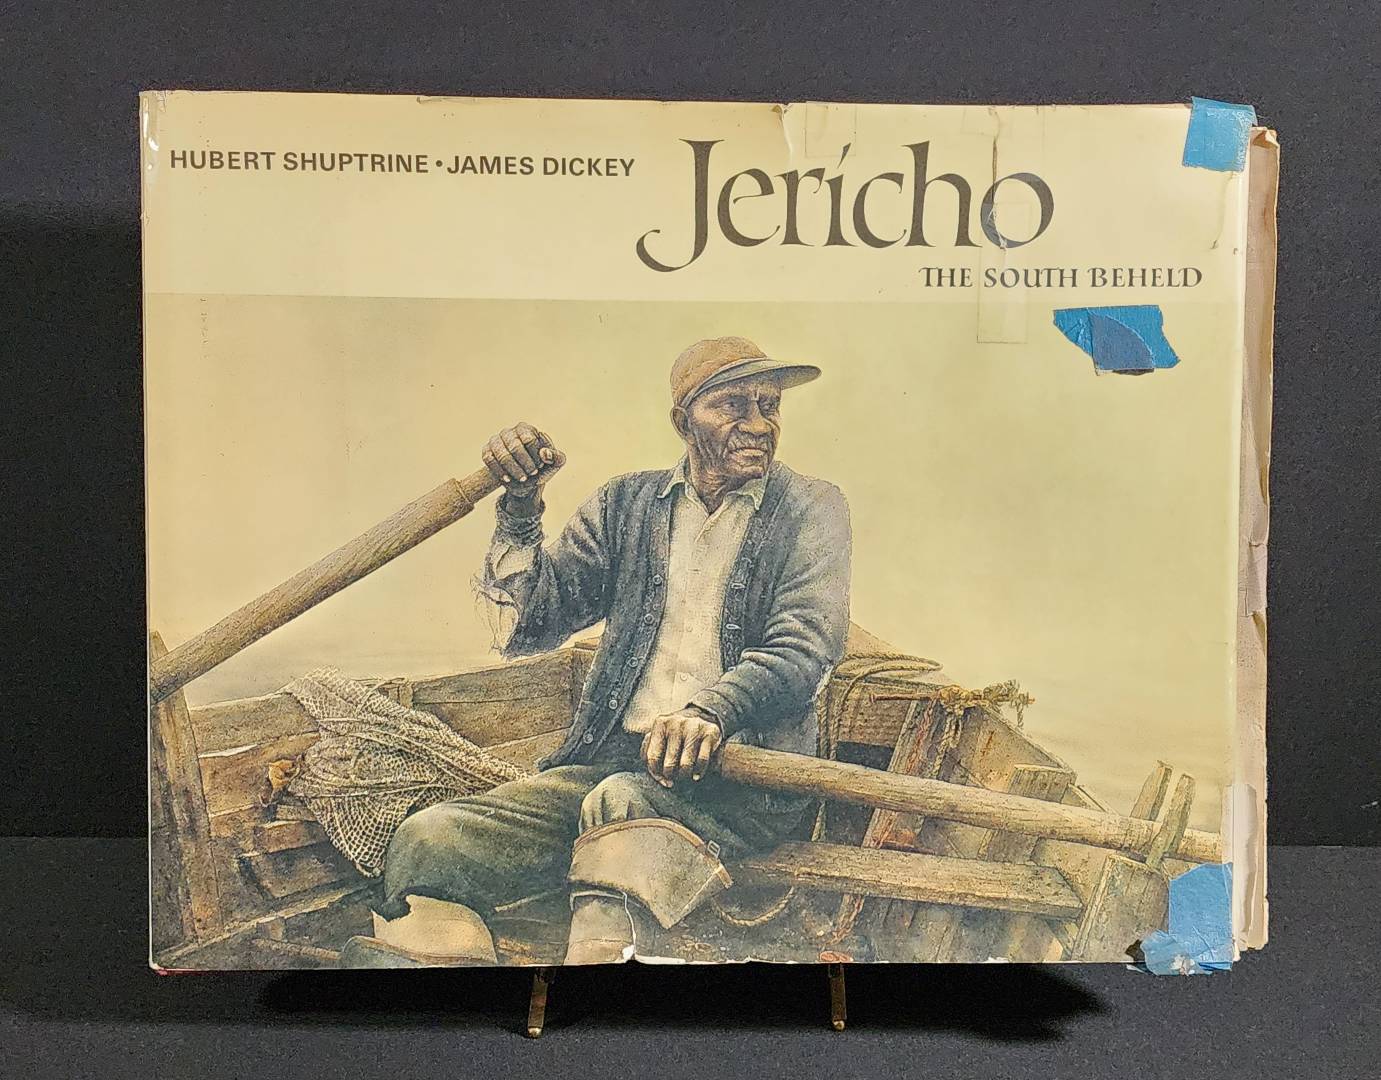 HUBERT SHUPTRINE • JAMES DICKEY
Jericho
THE SOUTH BEHELD